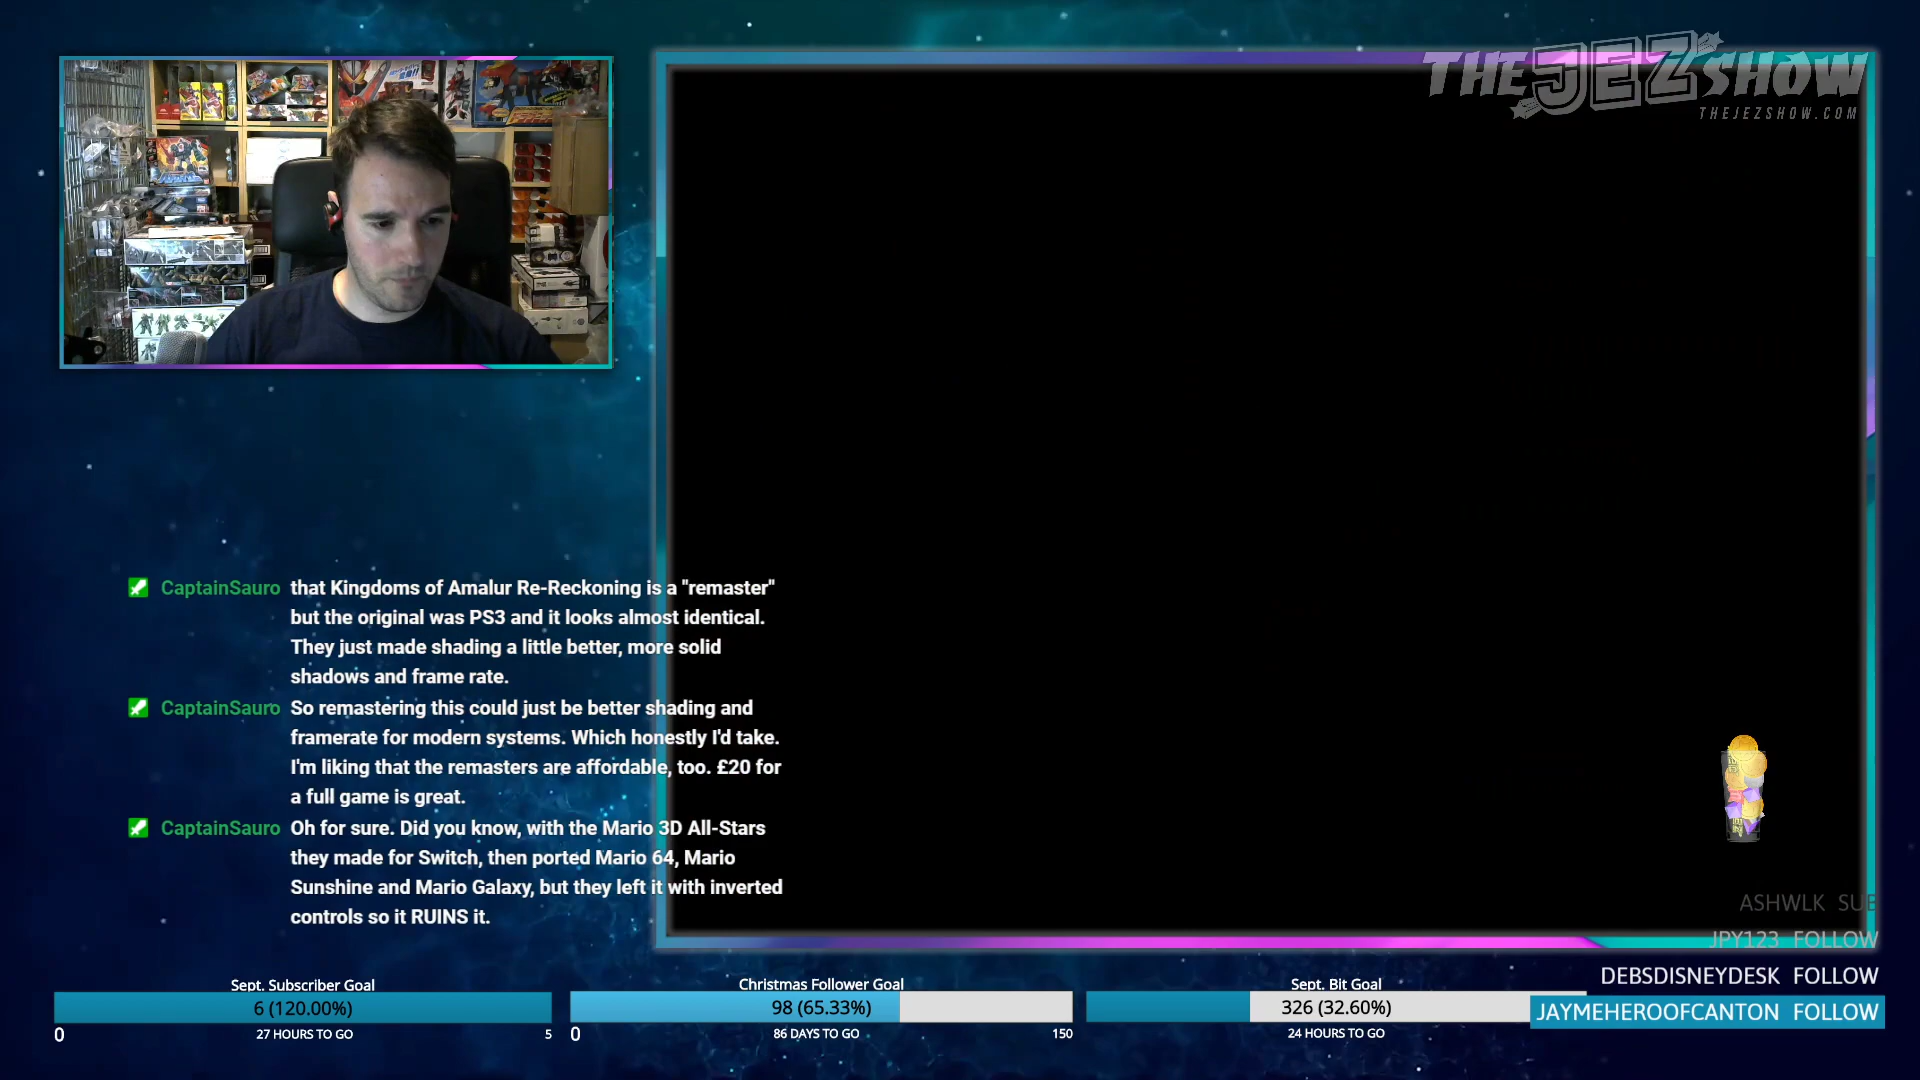 THEJEZSHOW
THEJEZSHOW.COM
CaptainSauro that Kingdoms of Amalur Re-Reckoning is a "remaster"
but the original was PS3 and it looks almost identical.
They just made shading a little better, more solid
shadows and frame rate.
CaptainSauro So remastering this could just be better shading and
framerate for modern systems. Which honestly I'd take.
I'm liking that the remasters are affordable, too. £20 for
a full game is great.
CaptainSauro Oh for sure. Did you know, with the Mario 3D All-Stars
they made for Switch, then ported Mario 64, Mario
Sunshine and Mario Galaxy, but they left it with inverted
controls so it RUINS it.
ASHWLK SUB
JPY123 FOLLOW
DEBSDISNEYDESK FOLLOW
JAYMEHEROOFCANTON FOLLOW
Sept. Subscriber Goal
6 (120.00%)
0 27 HOURS TO GO 5
Christmas Follower Goal
98 (65.33%)
0 86 DAYS TO GO 150
Sept. Bit Goal
326 (32.60%)
24 HOURS TO GO